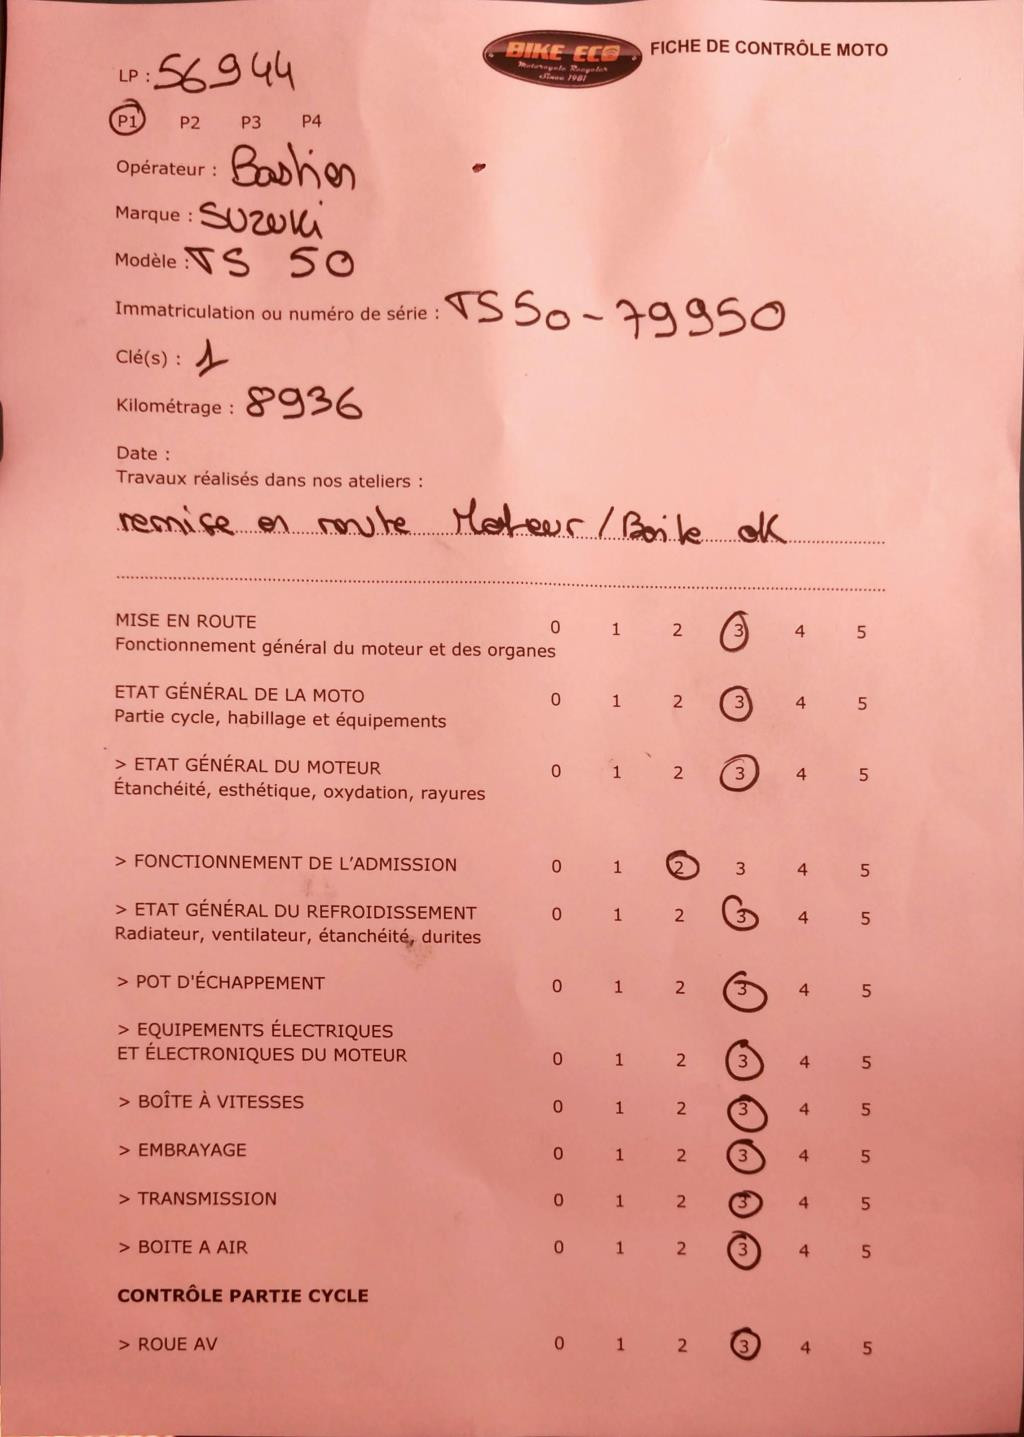 BIKE ECO
Motorcycle Recycler
Since 1981
FICHE DE CONTRÔLE MOTO
LP : 56944
P1 P2 P3 P4
Opérateur : Bastien
Marque : SUZUKI
Modèle : TS 50
Immatriculation ou numéro de série : TS50-79950
Clé(s) : 1
Kilométrage : 8936
Date :
Travaux réalisés dans nos ateliers :
remise en route Moteur/Boite ok
MISE EN ROUTE 0 1 2 3 4 5
Fonctionnement général du moteur et des organes
ETAT GÉNÉRAL DE LA MOTO 0 1 2 3 4 5
Partie cycle, habillage et équipements
> ETAT GÉNÉRAL DU MOTEUR 0 1 2 3 4 5
Étanchéité, esthétique, oxydation, rayures
> FONCTIONNEMENT DE L'ADMISSION 0 1 2 3 4 5
> ETAT GÉNÉRAL DU REFROIDISSEMENT 0 1 2 3 4 5
Radiateur, ventilateur, étanchéité, durites
> POT D'ÉCHAPPEMENT 0 1 2 3 4 5
> EQUIPEMENTS ÉLECTRIQUES
ET ÉLECTRONIQUES DU MOTEUR 0 1 2 3 4 5
> BOÎTE À VITESSES 0 1 2 3 4 5
> EMBRAYAGE 0 1 2 3 4 5
> TRANSMISSION 0 1 2 3 4 5
> BOITE A AIR 0 1 2 3 4 5
CONTRÔLE PARTIE CYCLE
> ROUE AV 0 1 2 3 4 5